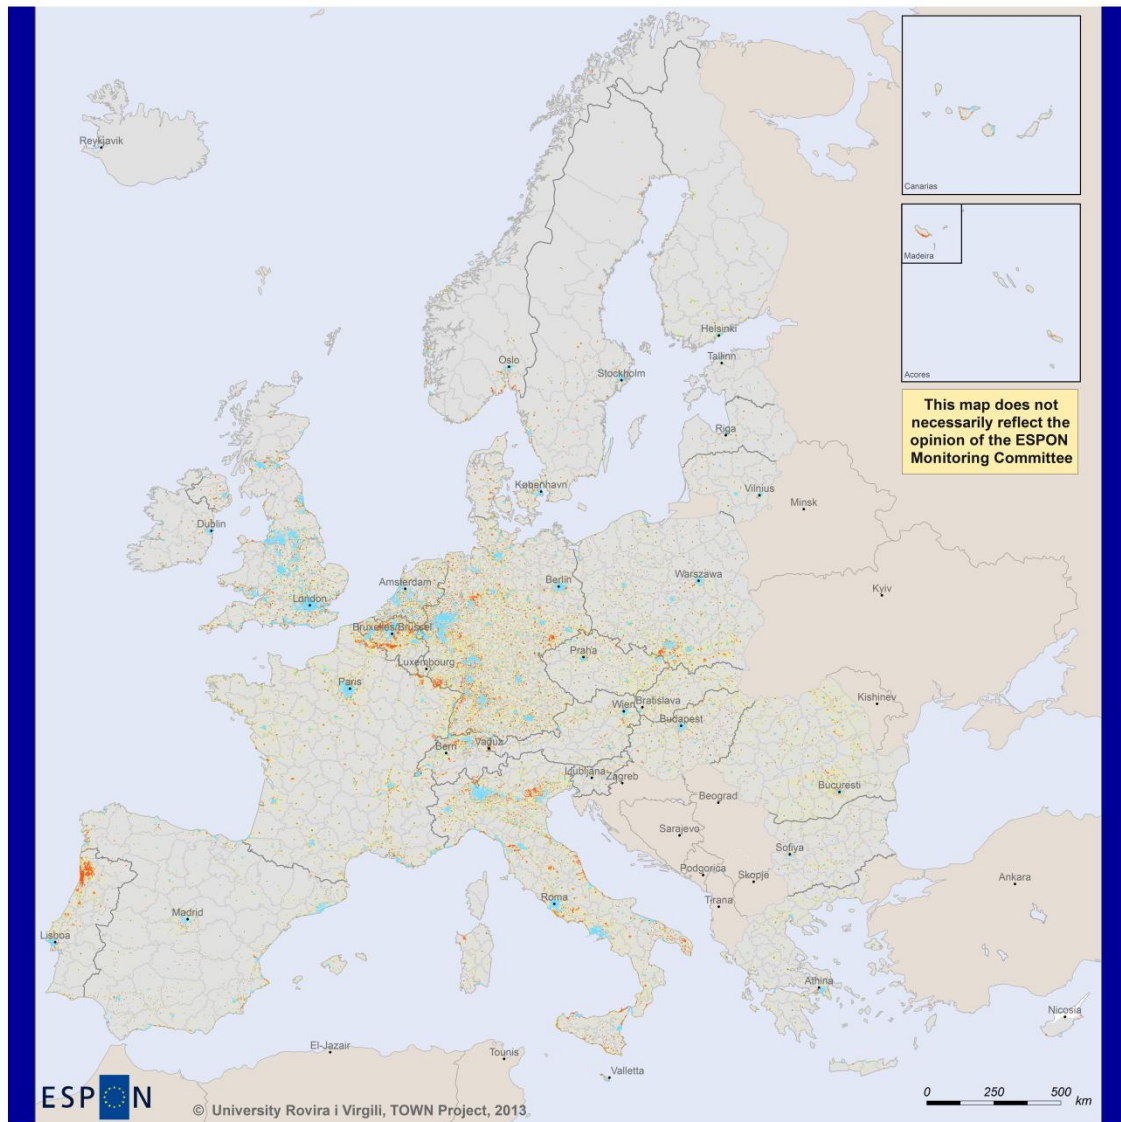 Canarias
Reykjavik
Madeira
Acores
Helsinki
Oslo
Tallinn
Stockholm
This map does not
necessarily reflect the
opinion of the ESPON
Monitoring Committee
Riga
København
Vilnius
Minsk
Dublin
Amsterdam
Berlin
Warszawa
Kyiv
London
Bruxelles/Brussel
Praha
Luxembourg
Paris
Kishinev
Wien
Bratislava
Budapest
Bern
Vaduz
Ljubljana
Zagreb
Bucuresti
Beograd
Sarajevo
Sofiya
Podgorica
Skopje
Ankara
Roma
Tirana
Madrid
Lisboa
Athina
Nicosia
El-Jazair
Tounis
Valletta
ESPON
© University Rovira i Virgili, TOWN Project, 2013
0 250 500
km